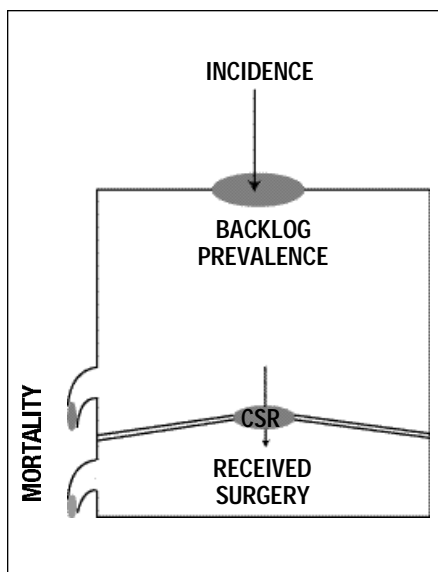 INCIDENCE
BACKLOG
PREVALENCE
MORTALITY
CSR
RECEIVED
SURGERY